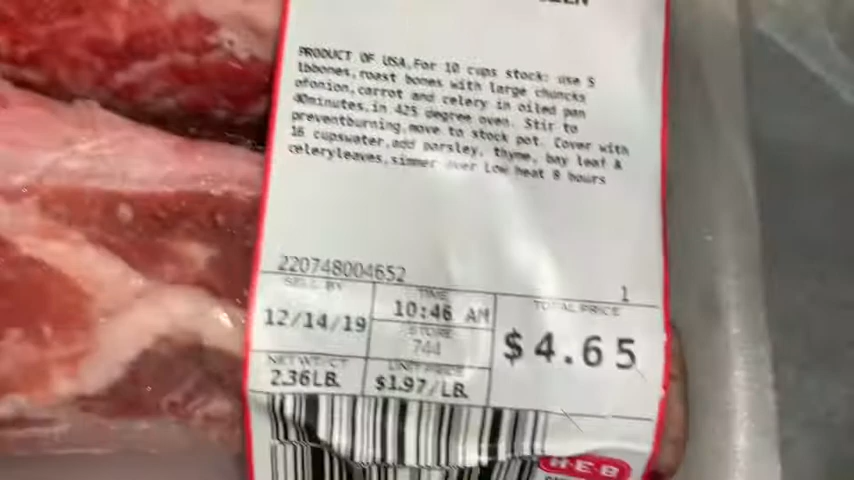 PRODUCT OF USA.For 10 cups stock: use 5
lbbones,roast bones with large chuncks
ofonion,carrot and celery in oiled pan
40minutes,in 425 degree oven. Stir to
preventburning,move to stock pot. Cover with
16 cupswater,add parsley, thyme, bay leaf &
celeryleaves,simmer over Low heat 8 hours
220748004652
1
SELL BY
TIME
TOTAL PRICE
12/14/19
10:46 AM
STORE
744
$4.65
NET WT/CT
UNIT PRICE
2.36LB.
$1.97/LB.
H-E-B